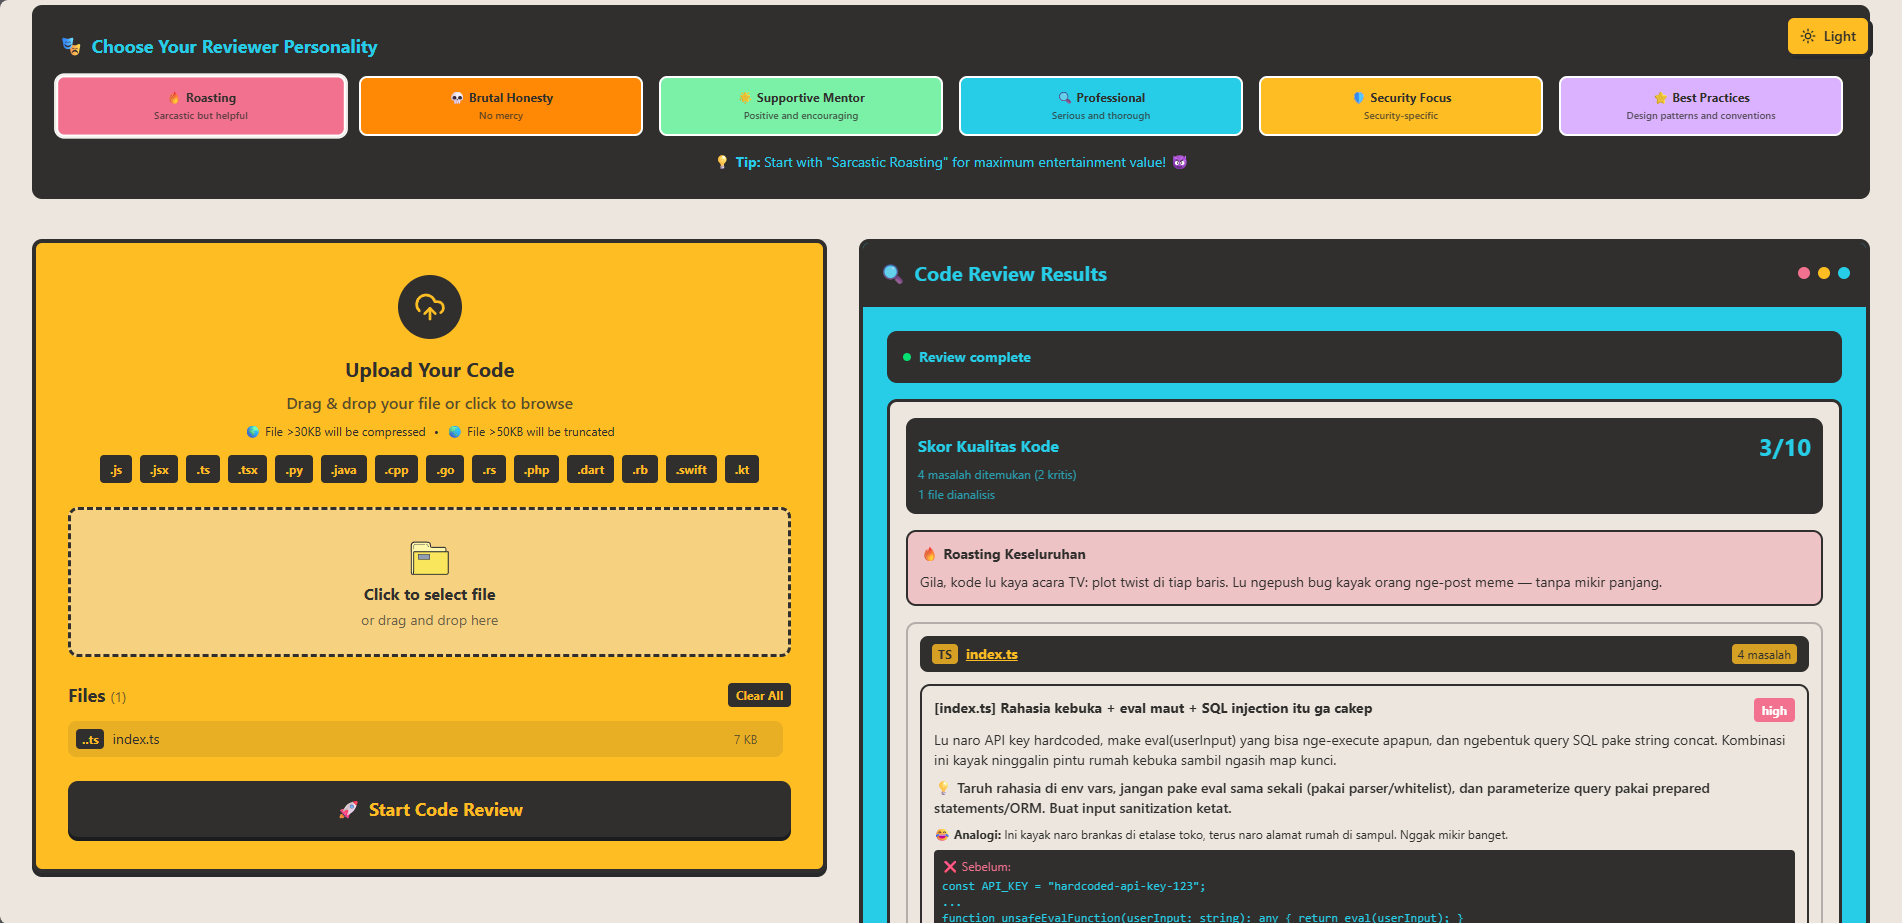 Choose Your Reviewer Personality
Light
Roasting
Sarcastic but helpful
Brutal Honesty
No mercy
Supportive Mentor
Positive and encouraging
Professional
Serious and thorough
Security Focus
Security-specific
Best Practices
Design patterns and conventions
Tip: Start with "Sarcastic Roasting" for maximum entertainment value!
Upload Your Code
Drag & drop your file or click to browse
File >30KB will be compressed • File >50KB will be truncated
.js .jsx .ts .tsx .py .java .cpp .go .rs .php .dart .rb .swift .kt
Click to select file
or drag and drop here
Files (1)
Clear All
..ts index.ts 7 KB
Start Code Review
Code Review Results
Review complete
Skor Kualitas Kode
3/10
4 masalah ditemukan (2 kritis)
1 file dianalisis
Roasting Keseluruhan
Gila, kode lu kaya acara TV: plot twist di tiap baris. Lu ngepush bug kayak orang nge-post meme — tanpa mikir panjang.
TS index.ts 4 masalah
[index.ts] Rahasia kebuka + eval maut + SQL injection itu ga cakep
high
Lu naro API key hardcoded, make eval(userInput) yang bisa nge-execute apapun, dan ngebentuk query SQL pake string concat. Kombinasi
ini kayak ninggalin pintu rumah kebuka sambil ngasih map kunci.
Taruh rahasia di env vars, jangan pake eval sama sekali (pakai parser/whitelist), dan parameterize query pakai prepared
statements/ORM. Buat input sanitization ketat.
Analogi: Ini kayak naro brankas di etalase toko, terus naro alamat rumah di sampul. Nggak mikir banget.
Sebelum:
const API_KEY = "hardcoded-api-key-123";
...
function unsafeEvalFunction(userInput: string): any { return eval(userInput); }